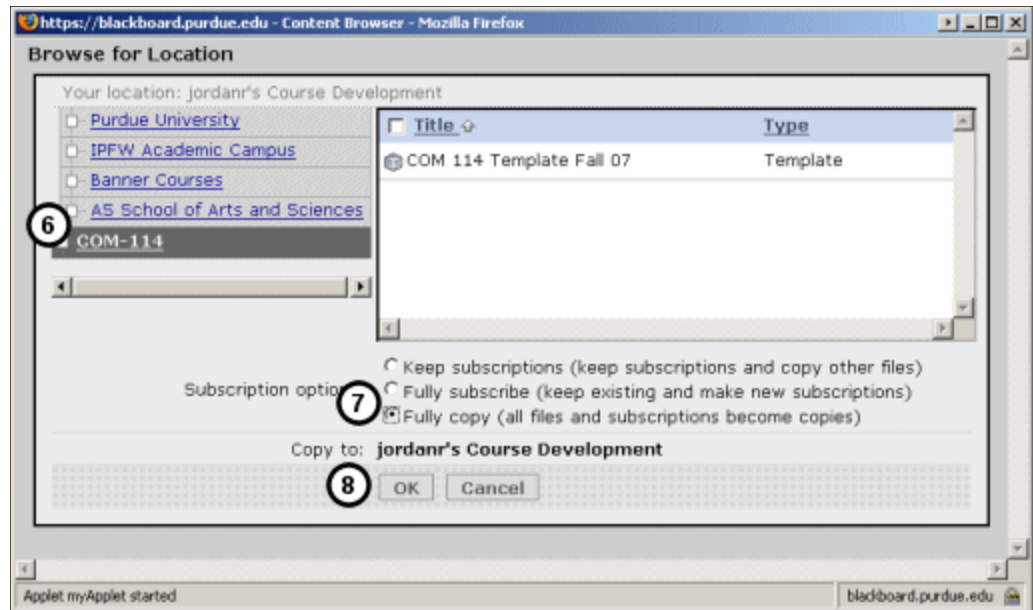 https://blackboard.purdue.edu - Content Browser - Mozilla Firefox
Browse for Location
Your location: jordanr's Course Development
Purdue University
IPFW Academic Campus
Banner Courses
AS School of Arts and Sciences
6
COM-114
Title Type
COM 114 Template Fall 07 Template
Keep subscriptions (keep subscriptions and copy other files)
Subscription option 7 Fully subscribe (keep existing and make new subscriptions)
Fully copy (all files and subscriptions become copies)
Copy to: jordanr's Course Development
8 OK Cancel
Applet myApplet started blackboard.purdue.edu